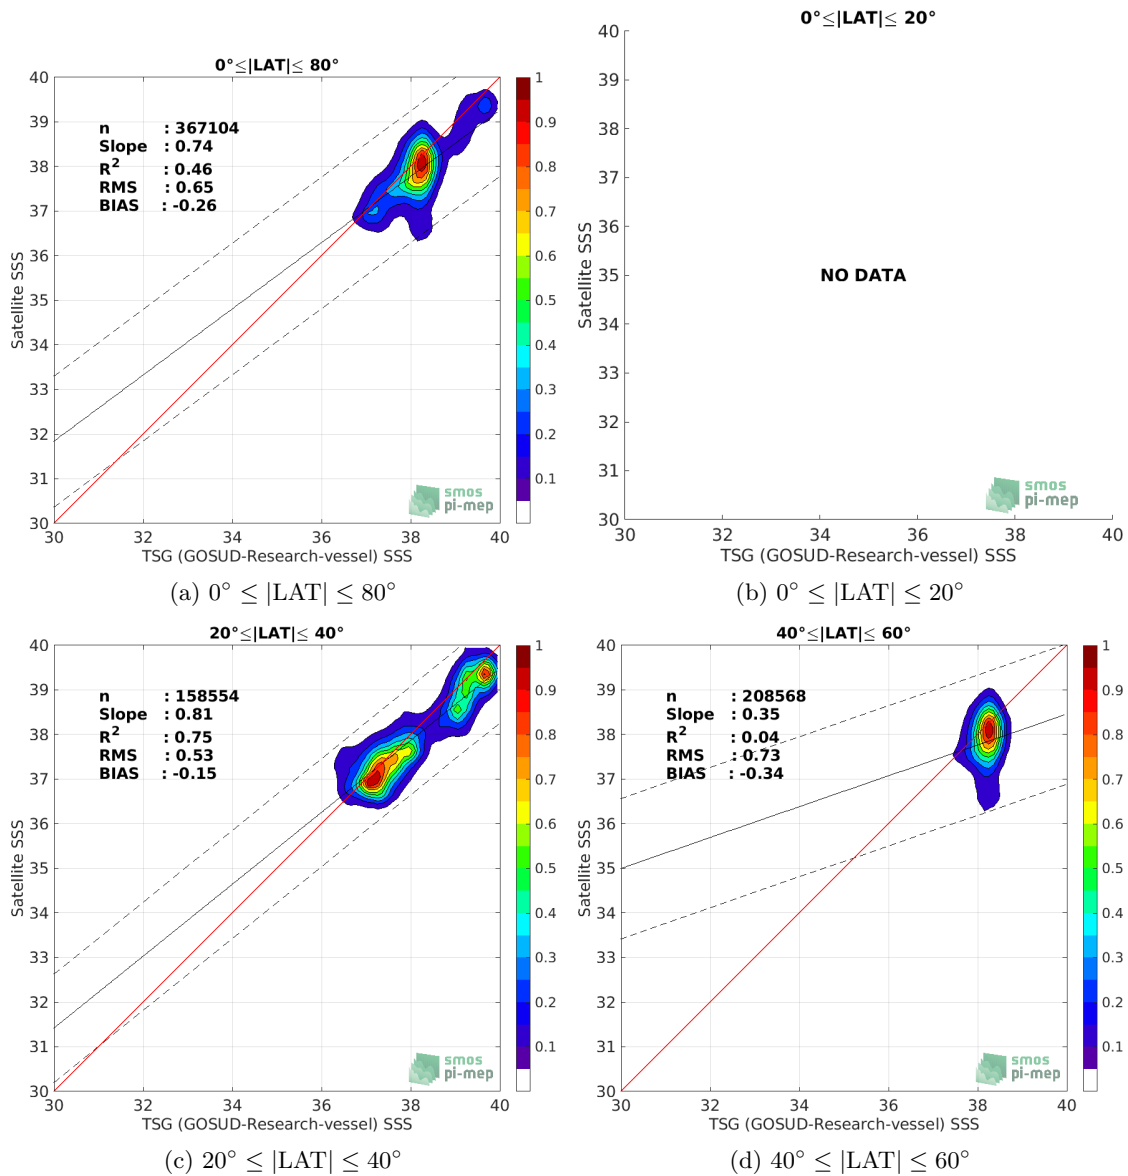 0°≤|LAT|≤ 80°
40
39
38
37
36
35
34
33
32
31
30
Satellite SSS
n : 367104
Slope : 0.74
R2 : 0.46
RMS : 0.65
BIAS : -0.26
smos
pi-mep
30 32 34 36 38 40
TSG (GOSUD-Research-vessel) SSS
1
0.9
0.8
0.7
0.6
0.5
0.4
0.3
0.2
0.1
(a) 0° ≤ |LAT| ≤ 80°
0°≤|LAT|≤ 20°
40
39
38
37
36
35
34
33
32
31
30
Satellite SSS
NO DATA
smos
pi-mep
30 32 34 36 38 40
TSG (GOSUD-Research-vessel) SSS
(b) 0° ≤ |LAT| ≤ 20°
20°≤|LAT|≤ 40°
40
39
38
37
36
35
34
33
32
31
30
Satellite SSS
n : 158554
Slope : 0.81
R2 : 0.75
RMS : 0.53
BIAS : -0.15
smos
pi-mep
30 32 34 36 38 40
TSG (GOSUD-Research-vessel) SSS
1
0.9
0.8
0.7
0.6
0.5
0.4
0.3
0.2
0.1
(c) 20° ≤ |LAT| ≤ 40°
40°≤|LAT|≤ 60°
40
39
38
37
36
35
34
33
32
31
30
Satellite SSS
n : 208568
Slope : 0.35
R2 : 0.04
RMS : 0.73
BIAS : -0.34
smos
pi-mep
30 32 34 36 38 40
TSG (GOSUD-Research-vessel) SSS
1
0.9
0.8
0.7
0.6
0.5
0.4
0.3
0.2
0.1
(d) 40° ≤ |LAT| ≤ 60°